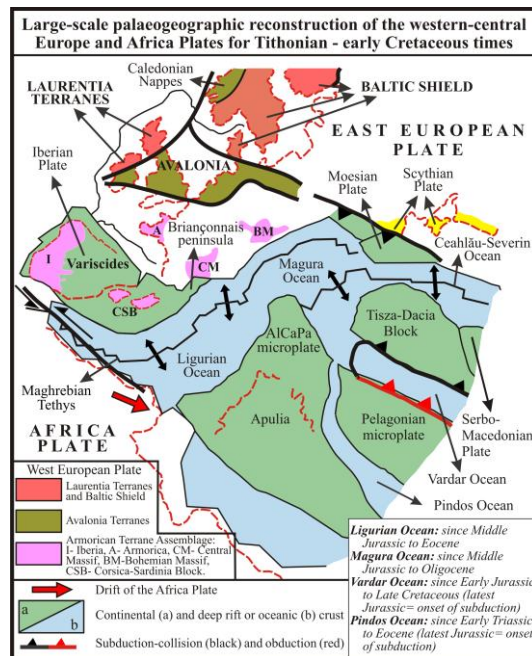 Large-scale palaeogeographic reconstruction of the western-central
Europe and Africa Plates for Tithonian - early Cretaceous times
Caledonian
Nappes
LAURENTIA
TERRANES
BALTIC SHIELD
EAST EUROPEAN
PLATE
Iberian
Plate
AVALONIA
Moesian
Plate
Scythian
Plate
A
Briançonnais
peninsula
BM
Ceahlău-Severin
Ocean
I
Variscides
CM
Magura
Ocean
CSB
Tisza-Dacia
Block
AlCaPa
microplate
Ligurian
Ocean
Maghrebian
Tethys
Apulia
Pelagonian
microplate
Serbo-
Macedonian
Plate
AFRICA
PLATE
Vardar Ocean
Pindos Ocean
West European Plate
Laurentia Terranes
and Baltic Shield
Avalonia Terranes
Armorican Terrane Assemblage:
I- Iberia, A- Armorica, CM- Central
Massif, BM-Bohemian Massif,
CSB- Corsica-Sardinia Block.
Drift of the Africa Plate
a
b
Continental (a) and deep rift or oceanic (b) crust
Subduction-collision (black) and obduction (red)
Ligurian Ocean: since Middle
Jurassic to Eocene
Magura Ocean: since Middle
Jurassic to Oligocene
Vardar Ocean: since Early Jurassic
to Late Cretaceous (latest
Jurassic= onset of subduction)
Pindos Ocean: since Early Triassic
to Eocene (latest Jurassic= onset
of subduction)